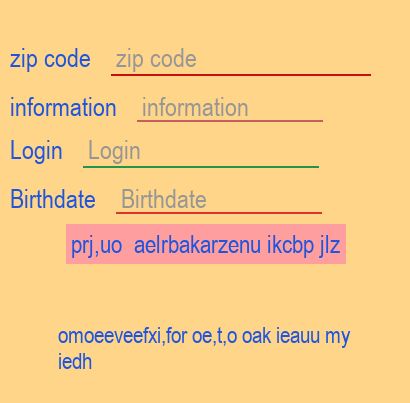 zip code zip code
information information
Login Login
Birthdate Birthdate
prj,uo aelrbakarzenu ikcbp jlz
omoeeveefxi,for oe,t,o oak ieauu my
iedh